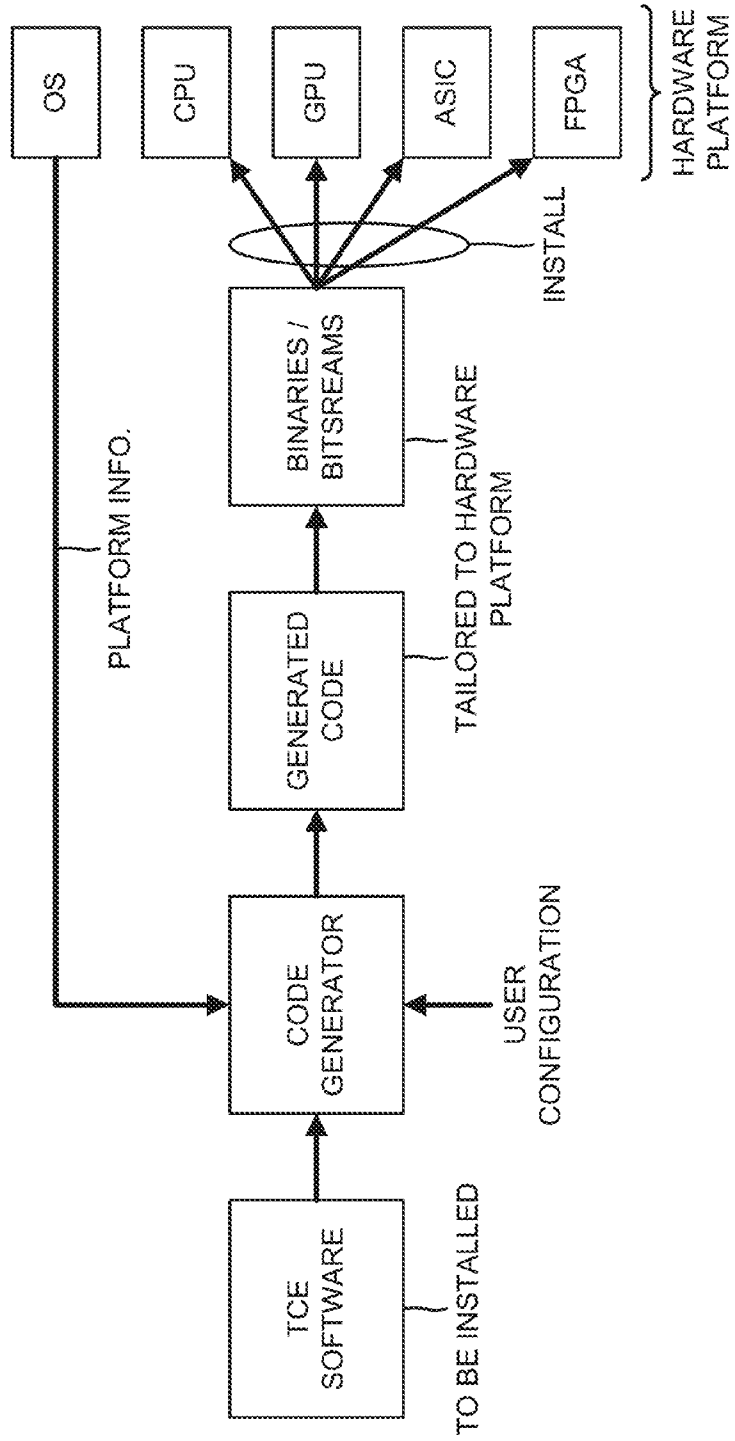 OS
PLATFORM INFO.
CPU
GPU
ASIC
FPGA
HARDWARE
PLATFORM
INSTALL
TCE
SOFTWARE
TO BE INSTALLED
CODE
GENERATOR
USER
CONFIGURATION
GENERATED
CODE
BINARIES /
BITSREAMS
TAILORED TO HARDWARE
PLATFORM